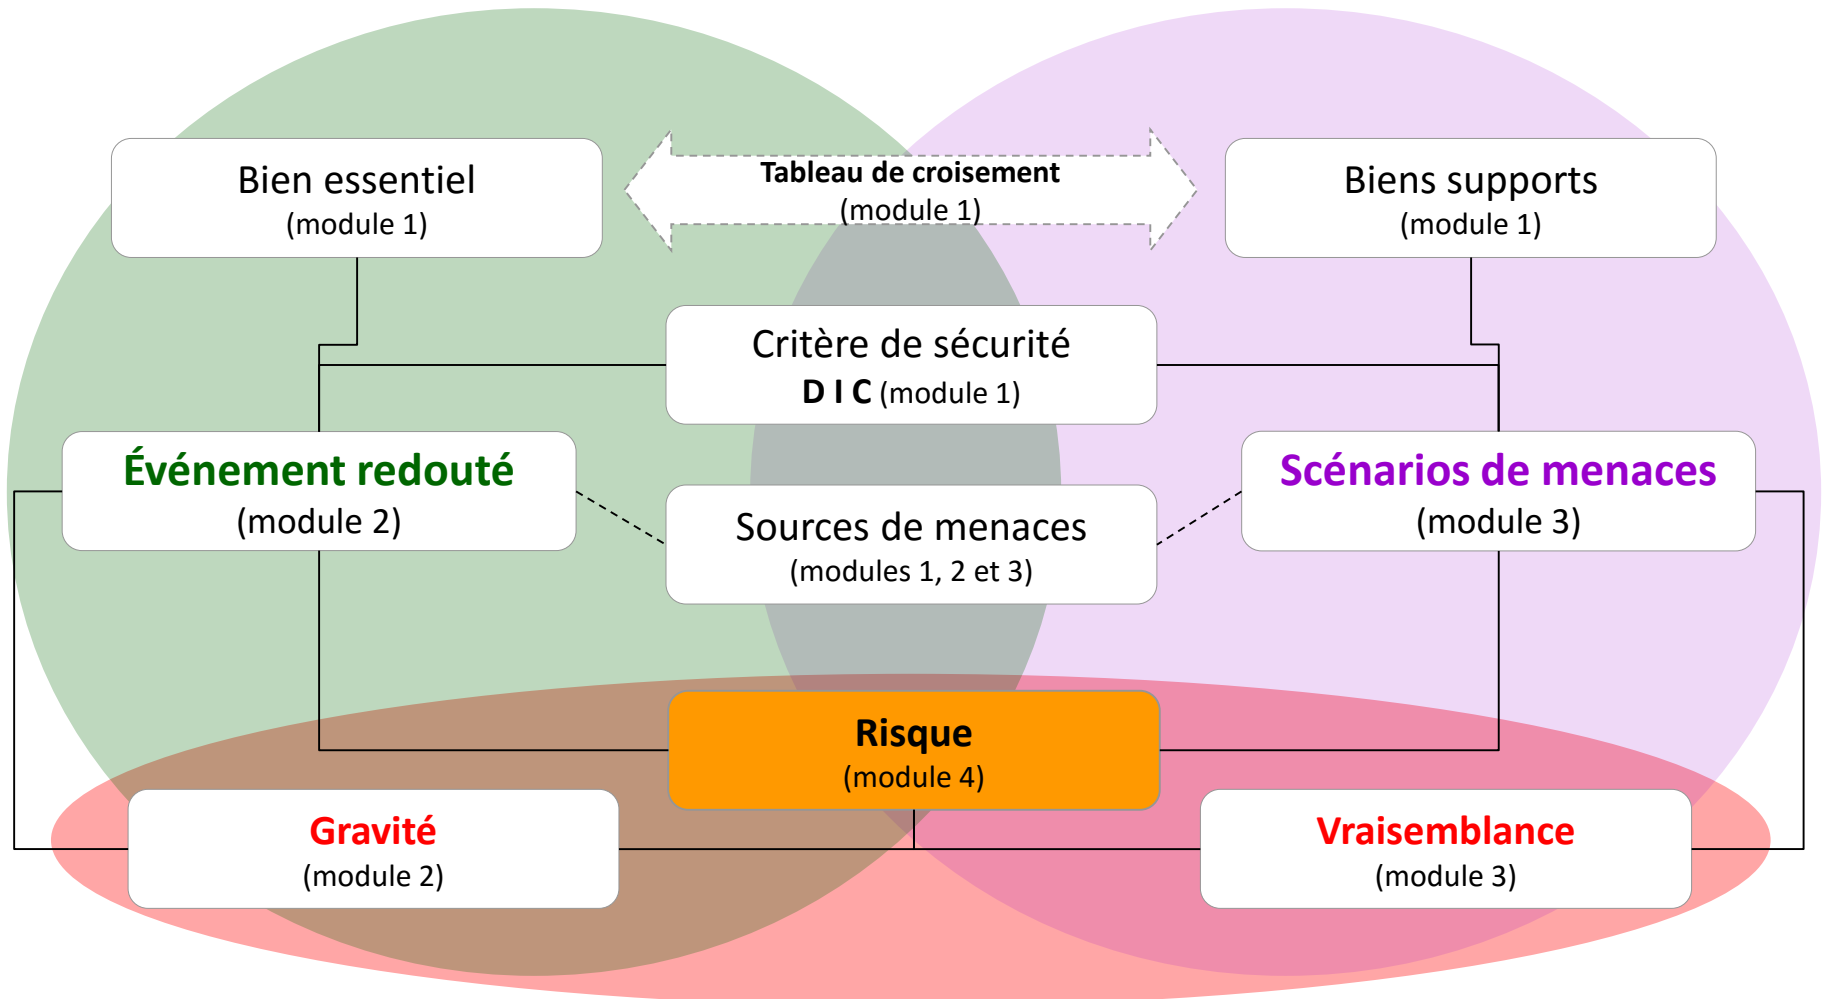 Bien essentiel
(module 1)
Tableau de croisement
(module 1)
Biens supports
(module 1)
Critère de sécurité
D I C (module 1)
Événement redouté
(module 2)
Sources de menaces
(modules 1, 2 et 3)
Scénarios de menaces
(module 3)
Risque
(module 4)
Gravité
(module 2)
Vraisemblance
(module 3)